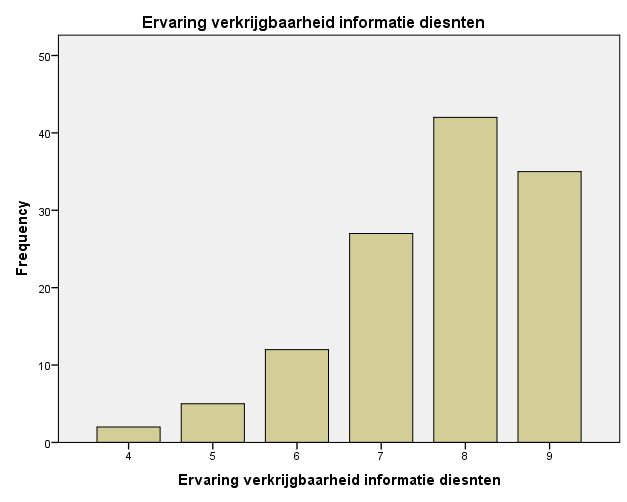 Ervaring verkrijgbaarheid informatie diesnten
50
40
30
20
10
0
Frequency
4 5 6 7 8 9
Ervaring verkrijgbaarheid informatie diesnten